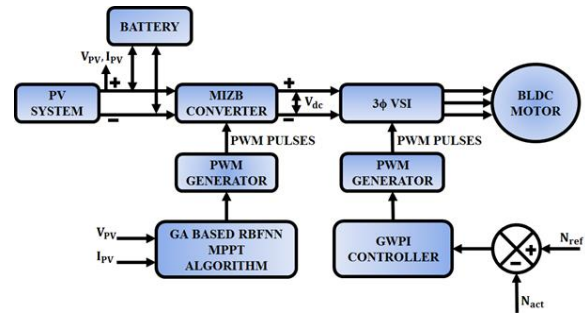 BATTERY
V_PV, I_PV
+
PV
SYSTEM
−
MIZB
CONVERTER
+
V_dc
−
3ϕ VSI
BLDC
MOTOR
PWM PULSES
PWM PULSES
PWM
GENERATOR
PWM
GENERATOR
V_PV
I_PV
GA BASED RBFNN
MPPT
ALGORITHM
GWPI
CONTROLLER
+
−
N_ref
N_act